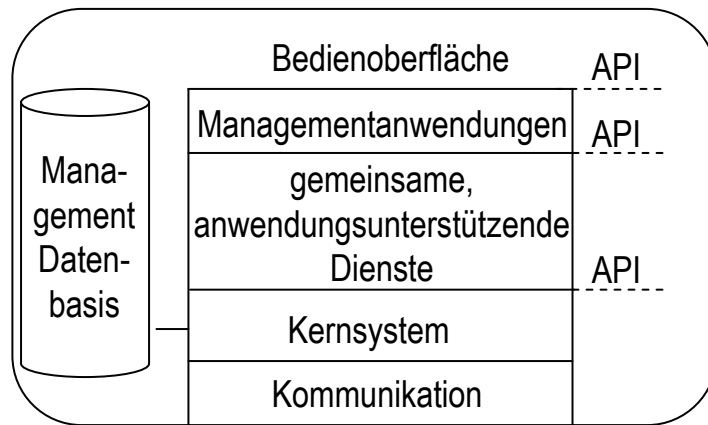 Bedienoberfläche
API
Managementanwendungen
API
Mana-
gement
Daten-
basis
gemeinsame,
anwendungsunterstützende
Dienste
API
Kernsystem
Kommunikation